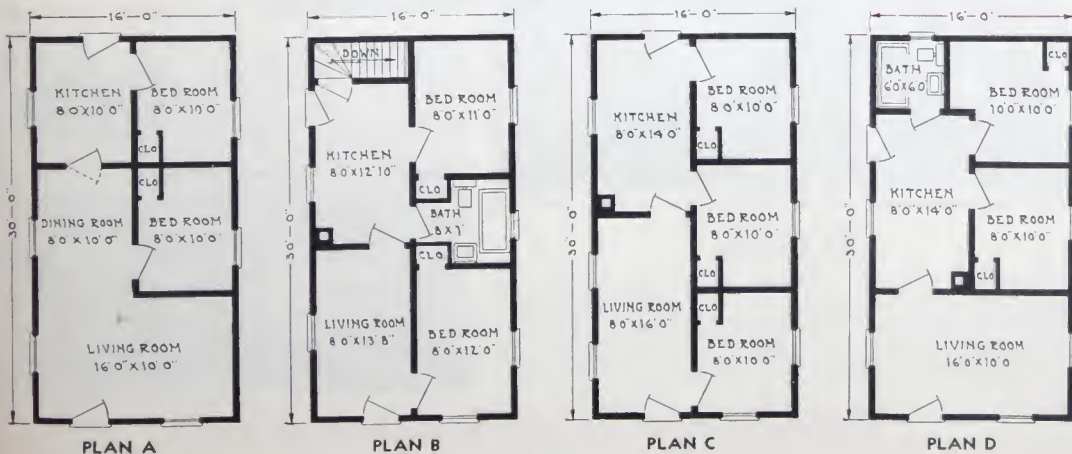 16'-0"
30'-0"
KITCHEN
8'0"X10'0"
BED ROOM
8'0"X10'0"
CLO
CLO
DINING ROOM
8'0"X10'0"
BED ROOM
8'0"X10'0"
LIVING ROOM
16'0"X10'0"
PLAN A
16'-0"
30'-0"
DOWN
BED ROOM
8'0"X11'0"
KITCHEN
8'0"X12'10"
CLO
BATH
8'X7'
CLO
LIVING ROOM
8'0"X13'8"
BED ROOM
8'0"X12'0"
PLAN B
16'-0"
30'-0"
KITCHEN
8'0"X14'0"
BED ROOM
8'0"X10'0"
CLO
BED ROOM
8'0"X10'0"
CLO
CLO
LIVING ROOM
8'0"X16'0"
BED ROOM
8'0"X10'0"
PLAN C
16'-0"
30'-0"
BATH
6'0"X6'0"
CLO
BED ROOM
10'0"X10'0"
KITCHEN
8'0"X14'0"
BED ROOM
8'0"X10'0"
CLO
LIVING ROOM
16'0"X10'0
PLAN D